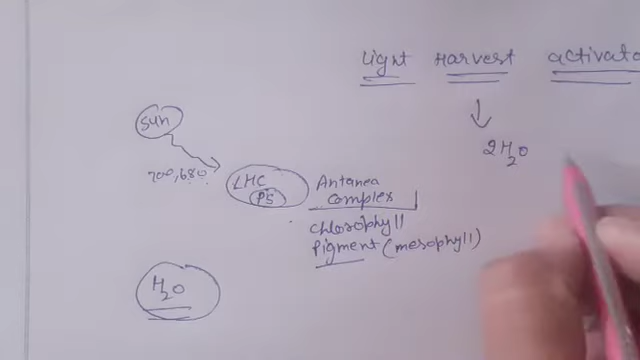 Light Harvest activato
Sun
2H2O
700,680
LHC
PS
Antanea
complex
chlorophyll
Pigment (mesophyll)
H2O